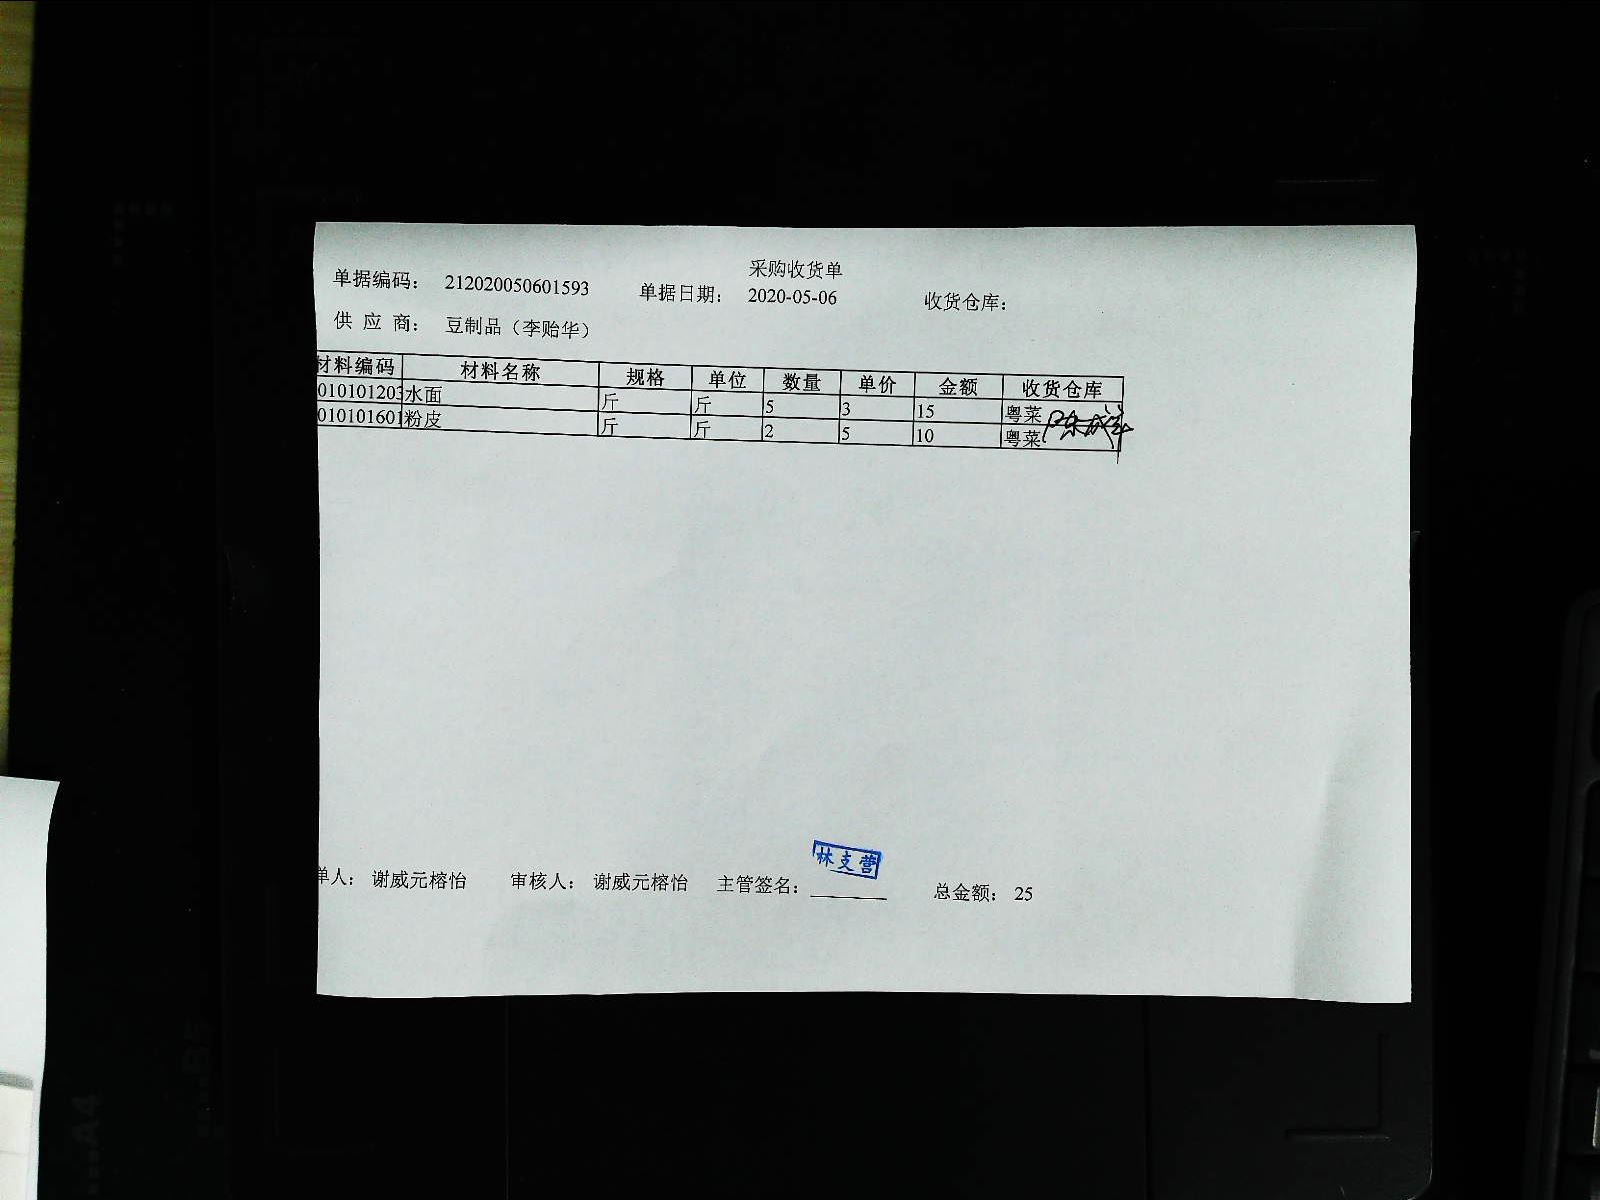 采购收货单
单据编码: 212020050601593 单据日期: 2020-05-06 收货仓库:
供应商: 豆制品（李贻华）
材料编码 材料名称 规格 单位 数量 单价 金额 收货仓库
010101203 水面 斤 斤 5 3 15 粤菜
010101601 粉皮 斤 斤 2 5 10 粤菜
林支营
单人: 谢威元榕怡 审核人: 谢威元榕怡 主管签名: 总金额: 25